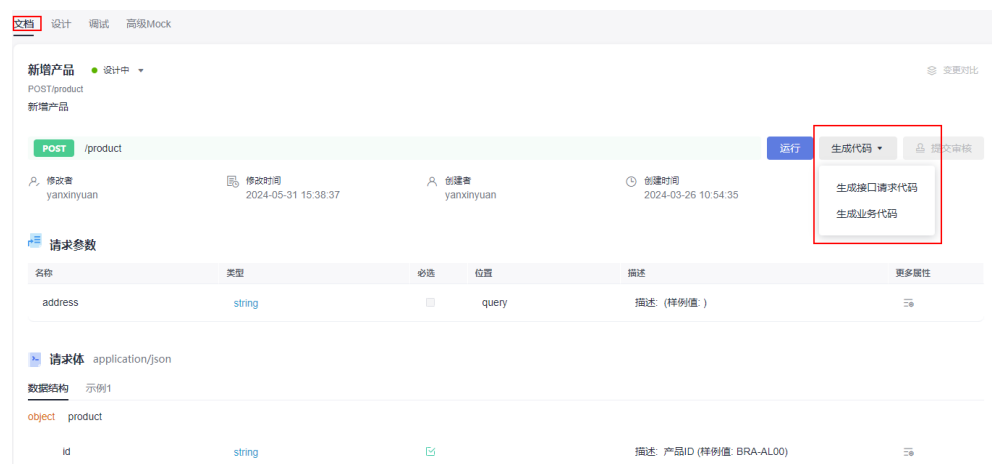 文档 设计 调试 高级Mock
新增产品 设计中 变更对比
POST/product
新增产品
POST /product 运行 生成代码 提交审核
修改者 修改时间 创建者 创建时间
yanxinyuan 2024-05-31 15:38:37 yanxinyuan 2024-03-26 10:54:35
生成接口请求代码
生成业务代码
请求参数
名称 类型 必选 位置 描述 更多属性
address string query 描述: (样例值: )
请求体 application/json
数据结构 示例1
object product
id string 描述: 产品ID (样例值: BRA-AL00)